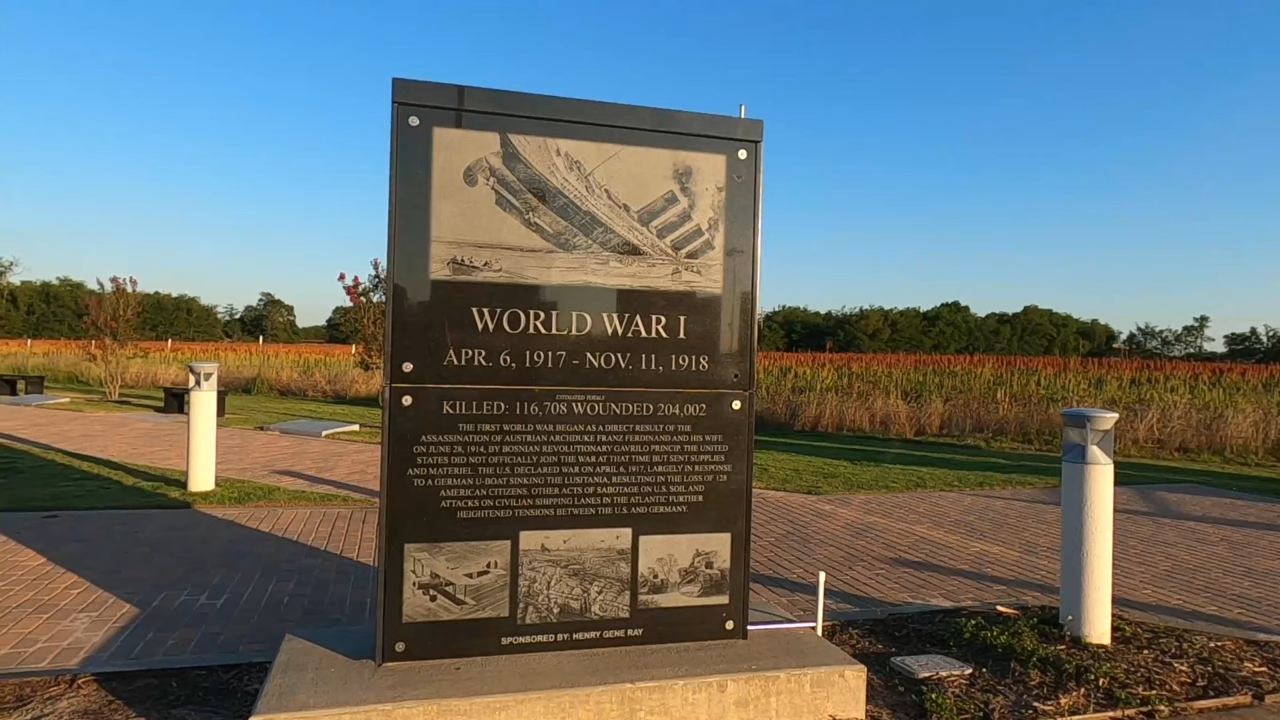 WORLD WAR I
APR. 6, 1917 - NOV. 11, 1918
ESTIMATED TOTALS
KILLED: 116,708 WOUNDED 204,002
THE FIRST WORLD WAR BEGAN AS A DIRECT RESULT OF THE
ASSASSINATION OF AUSTRIAN ARCHDUKE FRANZ FERDINAND AND HIS WIFE
ON JUNE 28, 1914, BY BOSNIAN REVOLUTIONARY GAVRILO PRINCIP. THE UNITED
STATES DID NOT OFFICIALLY JOIN THE WAR AT THAT TIME BUT SENT SUPPLIES
AND MATERIEL. THE U.S. DECLARED WAR ON APRIL 6, 1917, LARGELY IN RESPONSE
TO A GERMAN U-BOAT SINKING THE LUSITANIA, RESULTING IN THE LOSS OF 128
AMERICAN CITIZENS. OTHER ACTS OF SABOTAGE ON U.S. SOIL AND
ATTACKS ON CIVILIAN SHIPPING LANES IN THE ATLANTIC FURTHER
HEIGHTENED TENSIONS BETWEEN THE U.S. AND GERMANY.
SPONSORED BY: HENRY GENE RAY